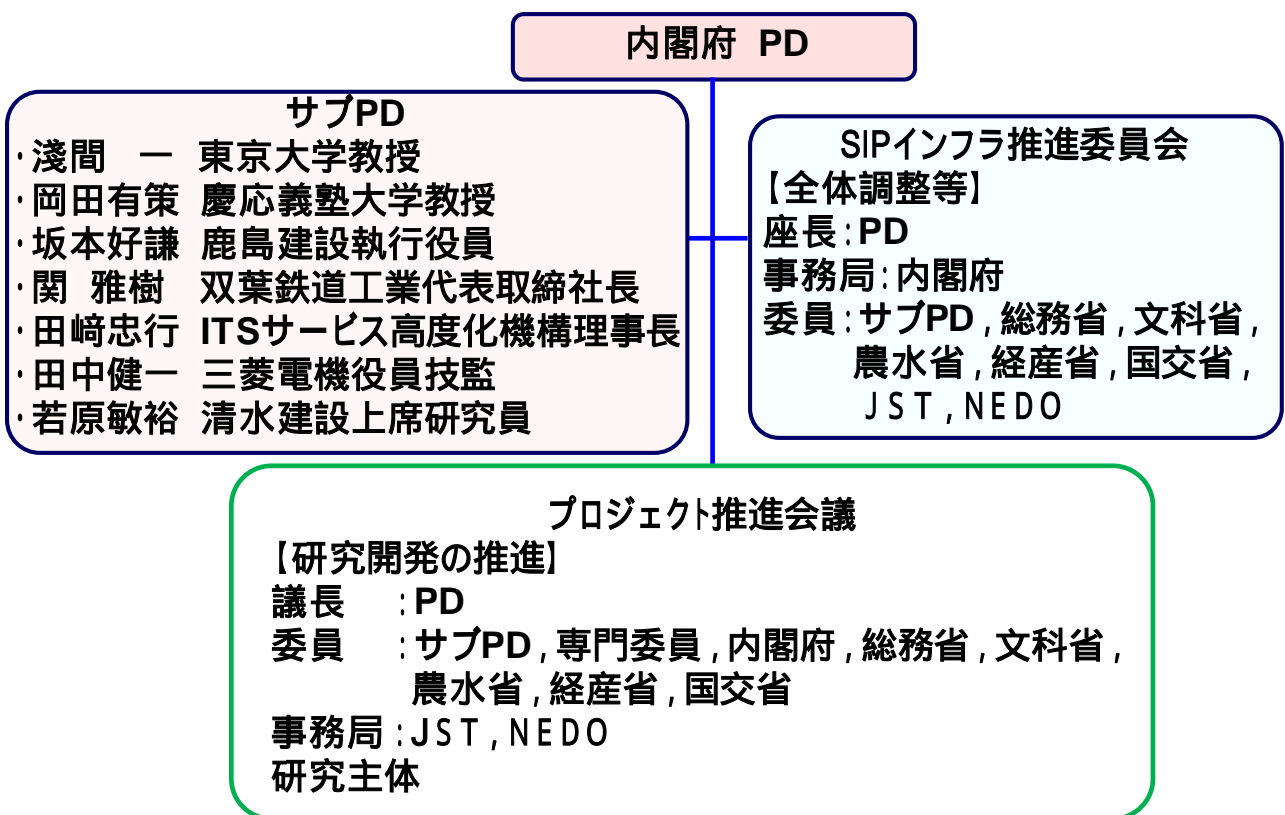 内閣府 PD
サブPD
・淺間 一 東京大学教授
・岡田有策 慶応義塾大学教授
・坂本好謙 鹿島建設執行役員
・関 雅樹 双葉鉄道工業代表取締社長
・田﨑忠行 ITSサービス高度化機構理事長
・田中健一 三菱電機役員技監
・若原敏裕 清水建設上席研究員
SIPインフラ推進委員会
【全体調整等】
座長:PD
事務局:内閣府
委員:サブPD,総務省,文科省,
農水省,経産省,国交省,
JST,NEDO
プロジェクト推進会議
【研究開発の推進】
議長 :PD
委員 :サブPD,専門委員,内閣府,総務省,文科省,
農水省,経産省,国交省
事務局:JST,NEDO
研究主体